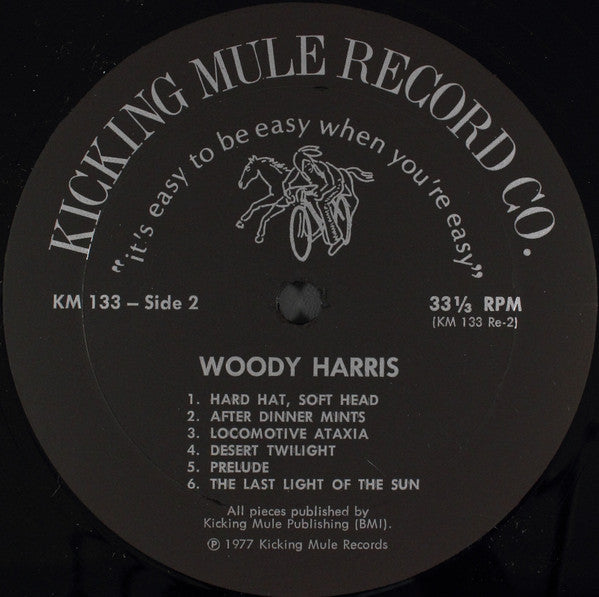 KICKING MULE RECORD CO.
"it's easy to be easy when you're easy"
KM 133 – Side 2
33 1/3 RPM
(KM 133 Re-2)
WOODY HARRIS
1. HARD HAT, SOFT HEAD
2. AFTER DINNER MINTS
3. LOCOMOTIVE ATAXIA
4. DESERT TWILIGHT
5. PRELUDE
6. THE LAST LIGHT OF THE SUN
All pieces published by
Kicking Mule Publishing (BMI).
℗ 1977 Kicking Mule Records